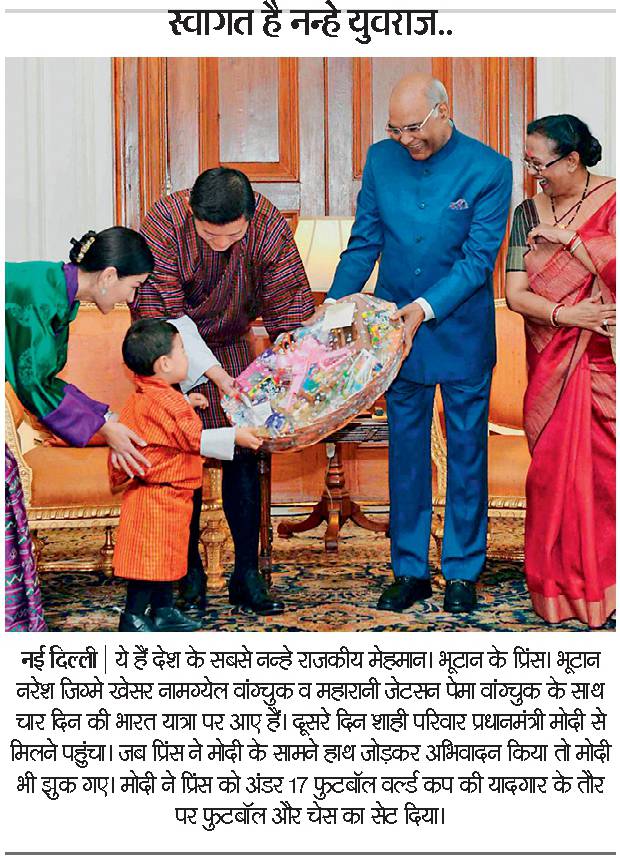 स्वागत है नन्हे युवराज..
नई दिल्ली | ये हैं देश के सबसे नन्हे राजकीय मेहमान। भूटान के प्रिंस। भूटान
नरेश जिग्मे खेसर नामग्येल वांग्चुक व महारानी जेटसन पेमा वांग्चुक के साथ
चार दिन की भारत यात्रा पर आए हैं। दूसरे दिन शाही परिवार प्रधानमंत्री मोदी से
मिलने पहुंचा। जब प्रिंस ने मोदी के सामने हाथ जोड़कर अभिवादन किया तो मोदी
भी झुक गए। मोदी ने प्रिंस को अंडर 17 फुटबॉल वर्ल्ड कप की यादगार के तौर
पर फुटबॉल और चेस का सेट दिया।